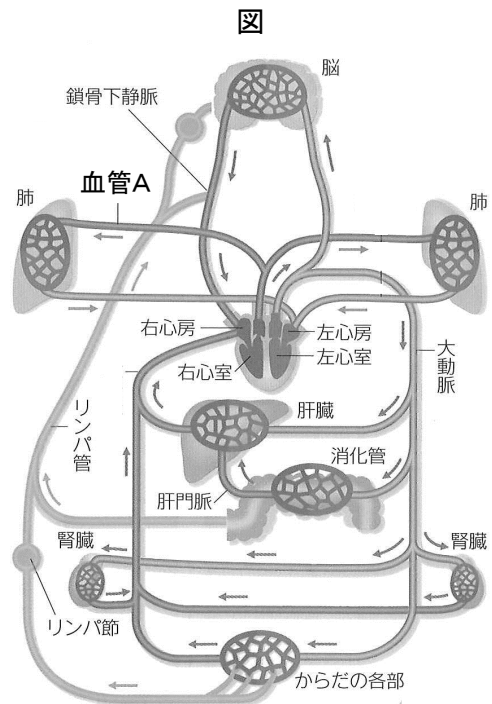 図
脳
鎖骨下静脈
血管A
肺
肺
右心房
左心房
右心室
左心室
大動脈
リンパ管
肝臓
消化管
肝門脈
腎臓
腎臓
リンパ節
からだの各部